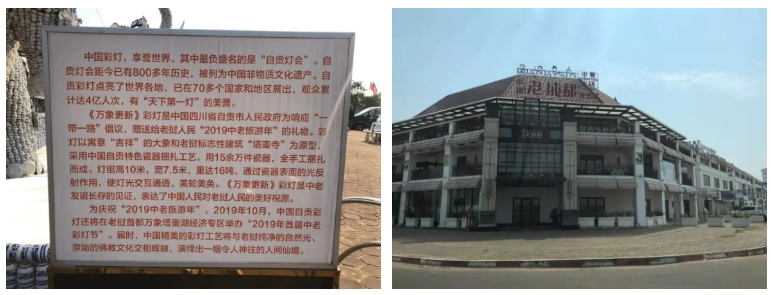 中国彩灯，享誉世界，其中最负盛名的是“自贡灯会”。自
贡灯会距今已有800多年历史，被列为中国非物质文化遗产。自
贡彩灯点亮了世界各地，已在70多个国家和地区展出，观众累
计达4亿人次，有“天下第一灯”的美誉。
《万象更新》彩灯是中国四川省自贡市人民政府为响应“一
带一路”倡议，赠送给老挝人民“2019中老旅游年”的礼物。彩
灯以寓意“吉祥”的大象和老挝标志性建筑“塔銮寺”为原型，
采用中国自贡特色瓷器捆扎工艺，用15余万件瓷器，全手工捆扎
而成。灯组高10米，宽7.5米，重达16吨，通过瓷器表面的光反
射作用，使灯光交互通透，美轮美奂。《万象更新》彩灯是中老
友谊长存的见证，表达了中国人民对老挝人民的美好祝愿。
为庆祝“2019中老旅游年”，2019年10月，中国自贡彩
灯还将在老挝首都万象塔銮湖经济专区举办“2019年首届中老
彩灯节”。届时，中国精美的彩灯工艺将与老挝纯净的自然光、
原始的佛教文化交相辉映，演绎出一幅令人神往的人间仙境。